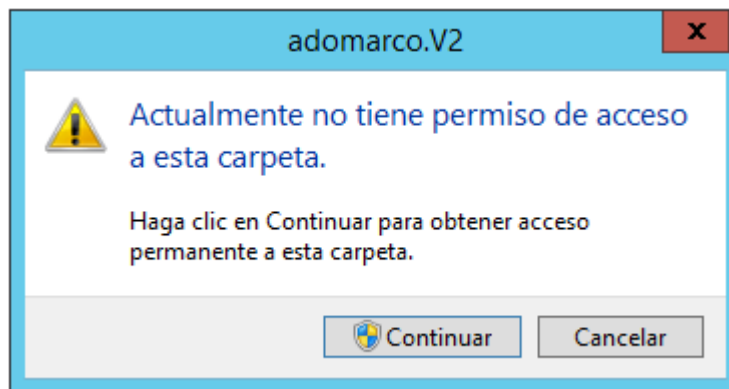 adomarco.V2
Actualmente no tiene permiso de acceso
a esta carpeta.
Haga clic en Continuar para obtener acceso
permanente a esta carpeta.
Continuar
Cancelar